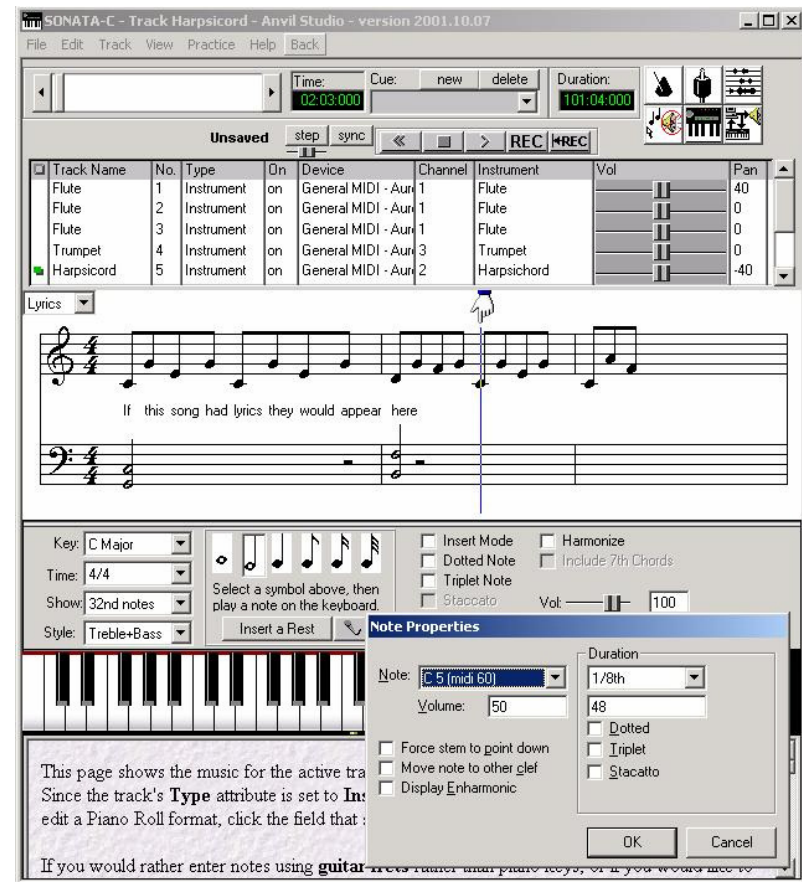 SONATA-C - Track Harpsicord - Anvil Studio - version 2001.10.07
File Edit Track View Practice Help Back
Time: Cue: new delete Duration:
02:03:000 101:04:000
Unsaved step sync REC REC
Track Name No. Type On Device Channel Instrument Vol Pan
Flute 1 Instrument on General MIDI - Aur 1 Flute 40
Flute 2 Instrument on General MIDI - Aur 1 Flute 0
Flute 3 Instrument on General MIDI - Aur 1 Flute 0
Trumpet 4 Instrument on General MIDI - Aur 3 Trumpet 0
Harpsicord 5 Instrument on General MIDI - Aur 2 Harpsichord -40
Lyrics
4 4
If this song had lyrics they would appear here
4 4
Key: C Major
Time: 4/4
Show: 32nd notes
Style: Treble+Bass
Select a symbol above, then
play a note on the keyboard.
Insert a Rest
Insert Mode Harmonize
Dotted Note Include 7th Chords
Triplet Note
Staccato Vol: 100
Note Properties
Note: C 5 (midi 60)
Volume: 50
Force stem to point down
Move note to other clef
Display Enharmonic
Duration
1/8th
48
Dotted
Triplet
Stacatto
OK Cancel
This page shows the music for the active tra
Since the track's Type attribute is set to Ins
edit a Piano Roll format, click the field that
If you would rather enter notes using guitar frets rather than piano keys, or if you would like to